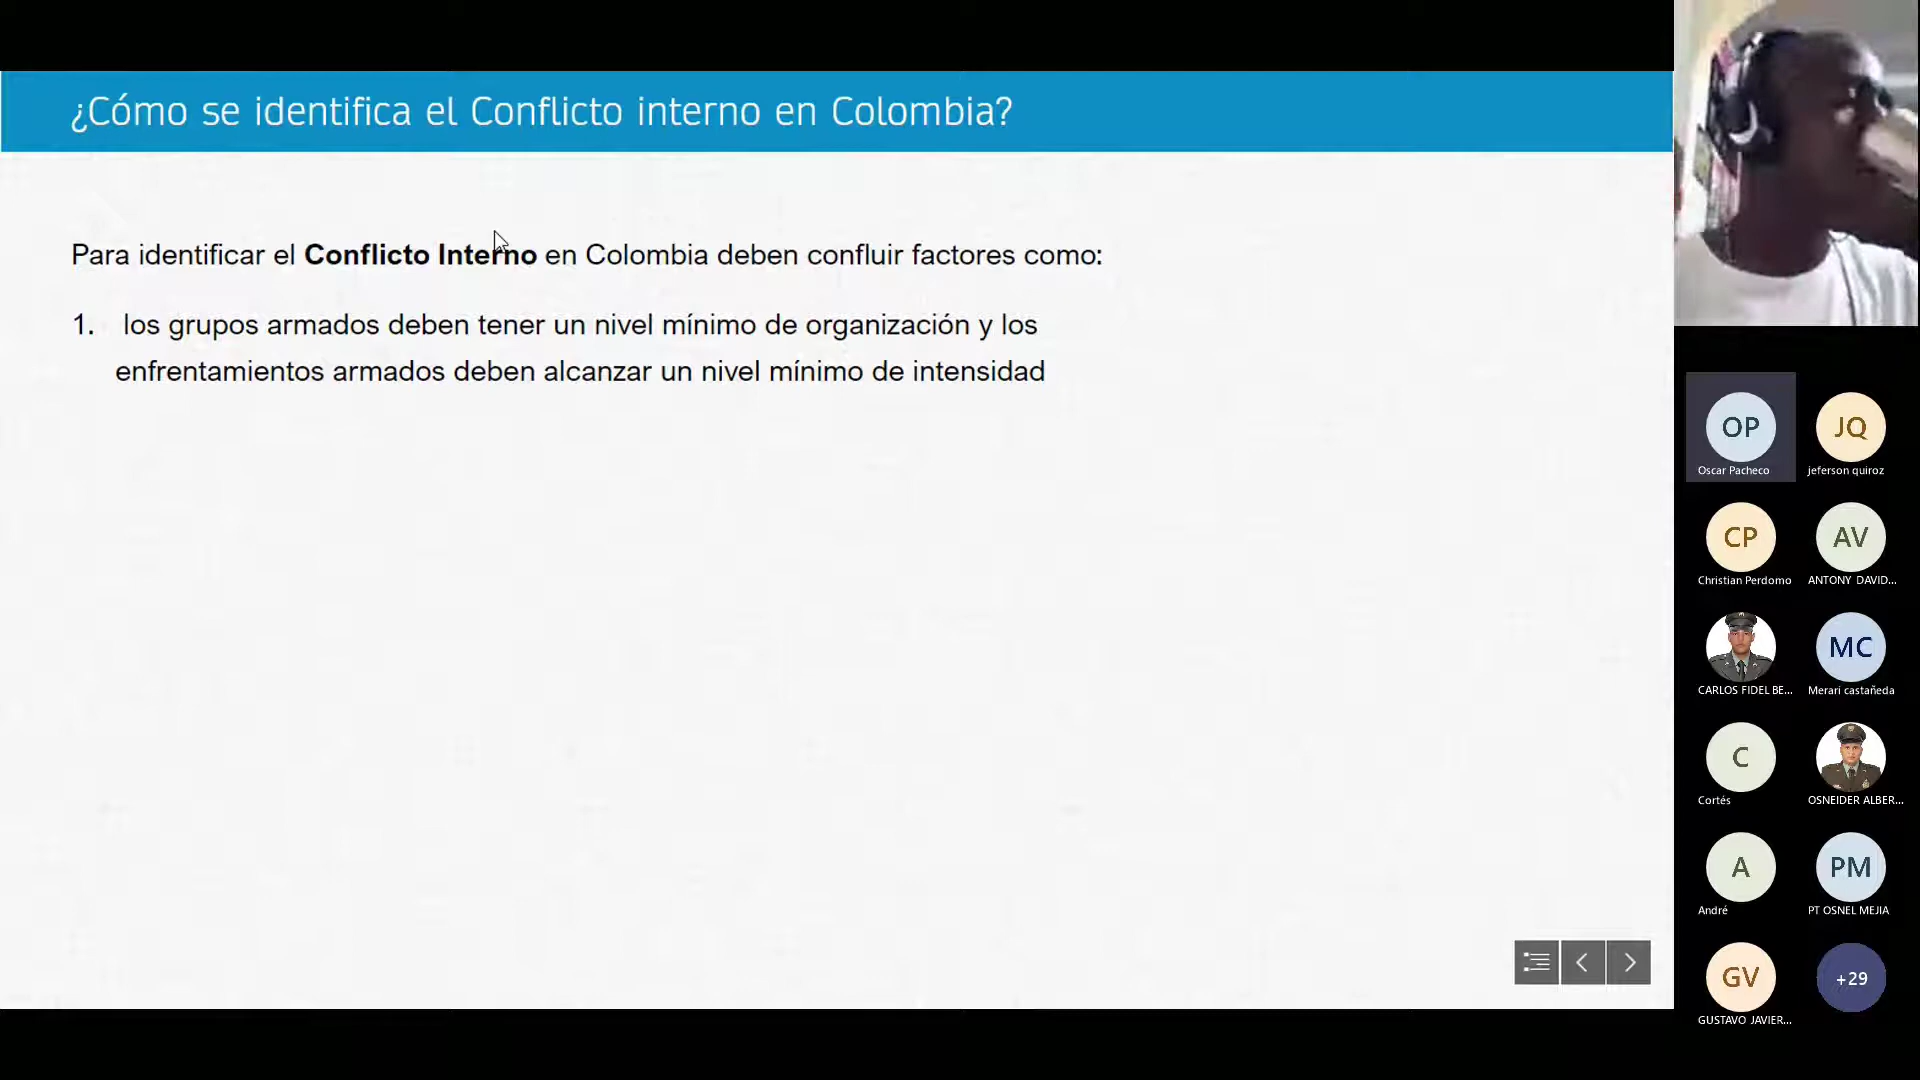 ¿Cómo se identifica el Conflicto interno en Colombia?
Para identificar el Conflicto Interno en Colombia deben confluir factores como:
1. los grupos armados deben tener un nivel mínimo de organización y los
enfrentamientos armados deben alcanzar un nivel mínimo de intensidad
OP
Oscar Pacheco
JQ
jeferson quiroz
CP
Christian Perdomo
AV
ANTONY DAVID...
CARLOS FIDEL BE...
MC
Merari castañeda
C
Cortés
OSNEIDER ALBER...
A
André
PM
PT OSNEL MEJIA
GV
GUSTAVO JAVIER...
+29